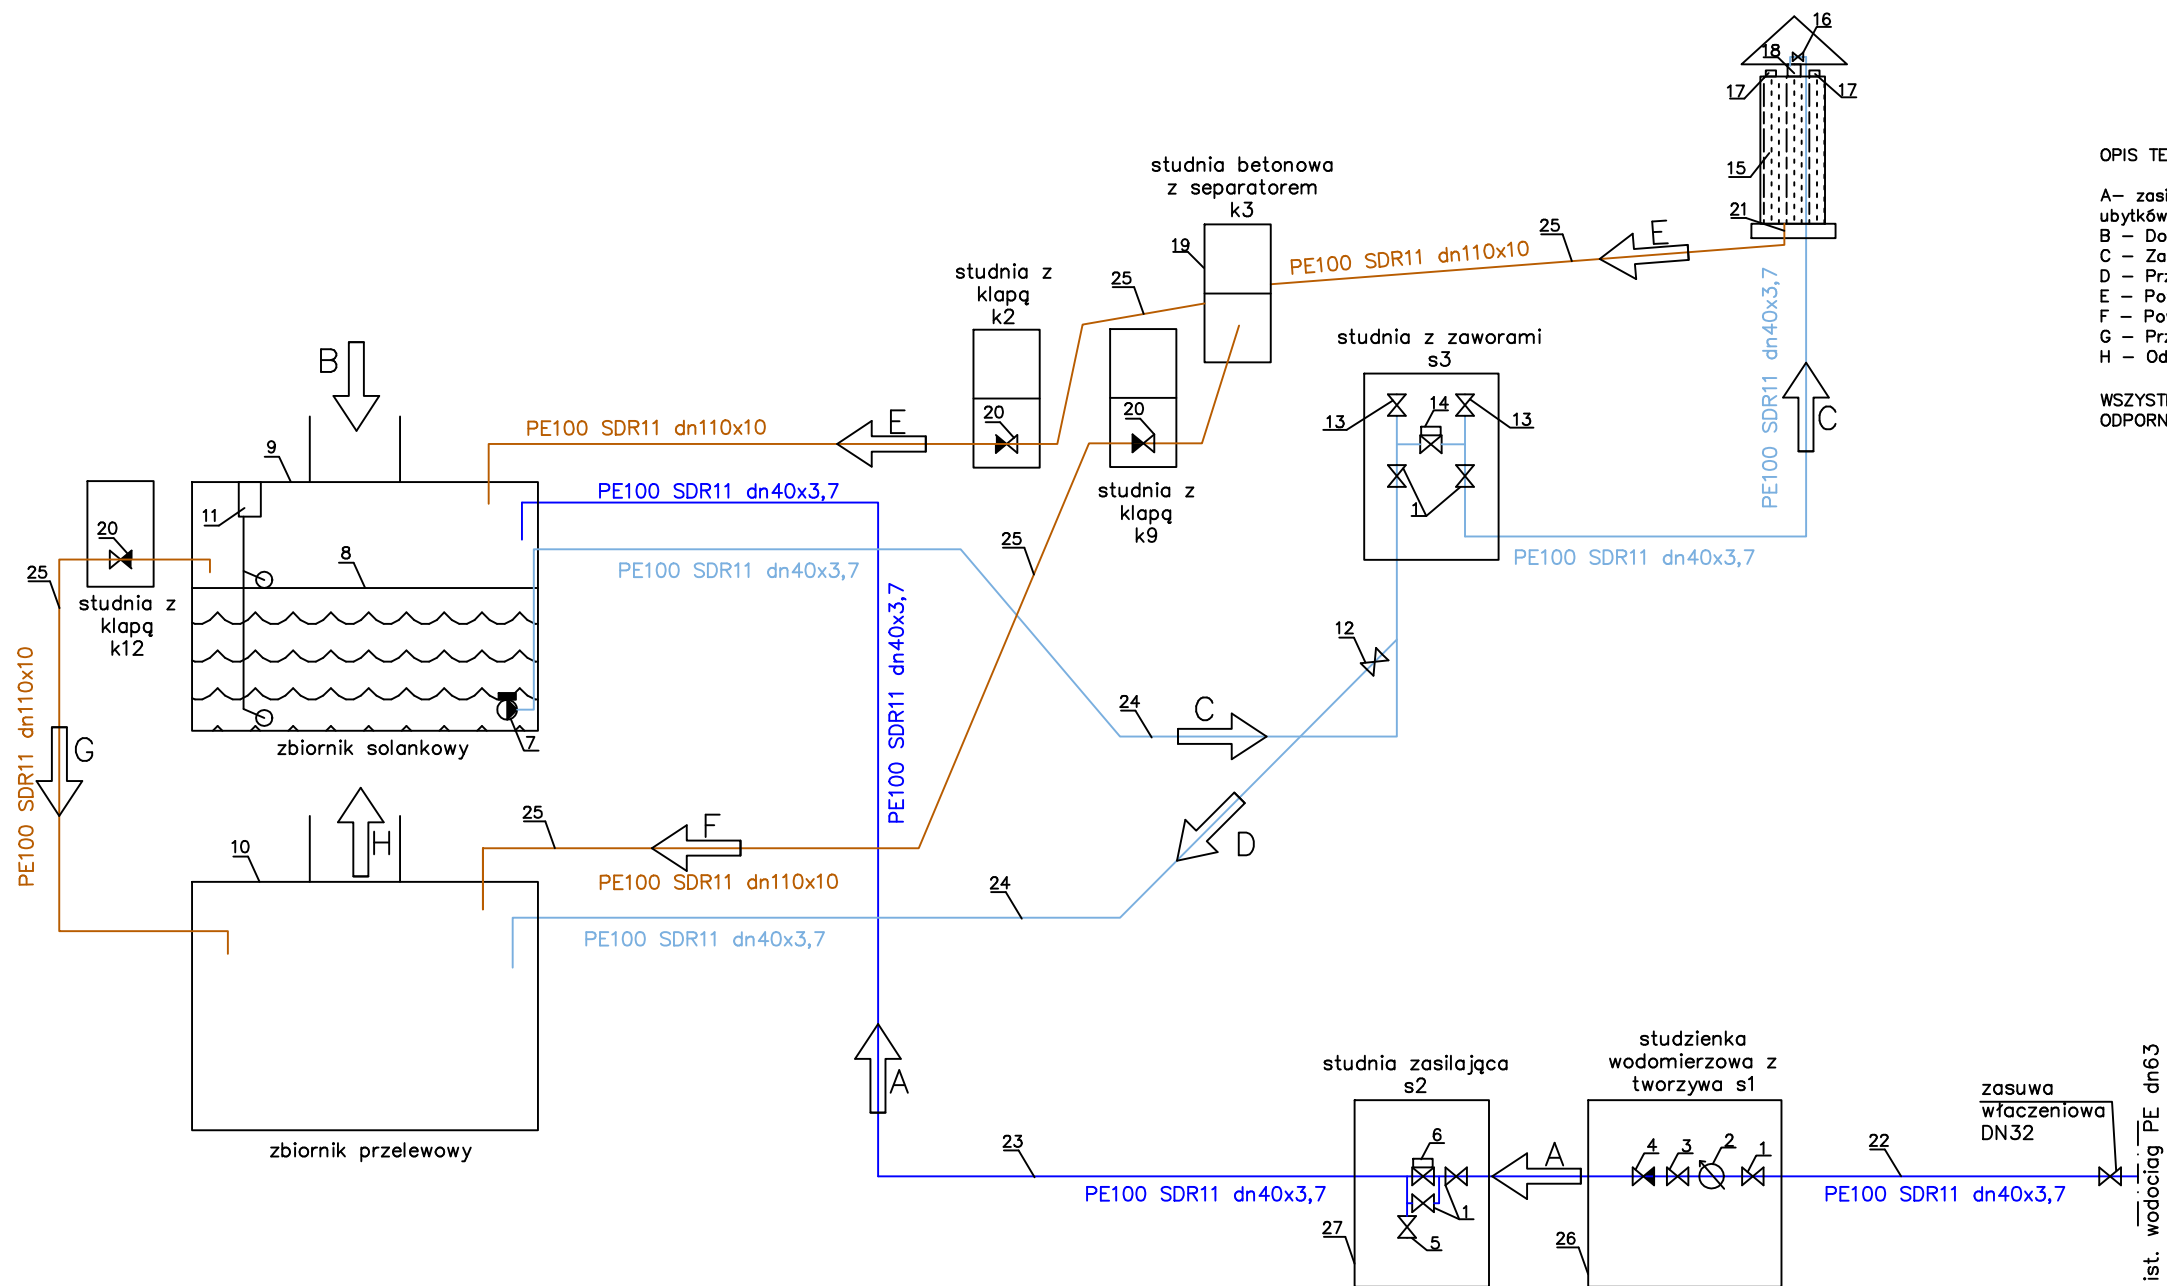 16
18
17
17
15
21
OPIS TE
A— zasi
ubytków
B — Do
C — Za
D — Prz
E — Po
F — Pow
G — Prz
H — Od
WSZYST
ODPORN
studnia betonowa
z separatorem
k3
19
25
E
PE100 SDR11 dn110x10
PE100 SDR11 dn40x3,7
C
studnia z
klapą
k2
20
25
20
studnia z
klapą
k9
studnia z zaworami
s3
13
14
13
1
PE100 SDR11 dn40x3,7
B
PE100 SDR11 dn110x10
E
9
11
8
PE100 SDR11 dn40x3,7
PE100 SDR11 dn40x3,7
20
25
studnia z
klapą
k12
PE100 SDR11 dn110x10
G
7
zbiornik solankowy
PE100 SDR11 dn40x3,7
25
12
24
C
D
H
10
25
F
PE100 SDR11 dn110x10
24
PE100 SDR11 dn40x3,7
zbiornik przelewowy
A
23
PE100 SDR11 dn40x3,7
studnia zasilająca
s2
6
1
5
27
A
studzienka
wodomierzowa z
tworzywa s1
4
3
2
1
26
22
PE100 SDR11 dn40x3,7
zasuwa
włączeniowa
DN32
ist. wodociąg PE dn63